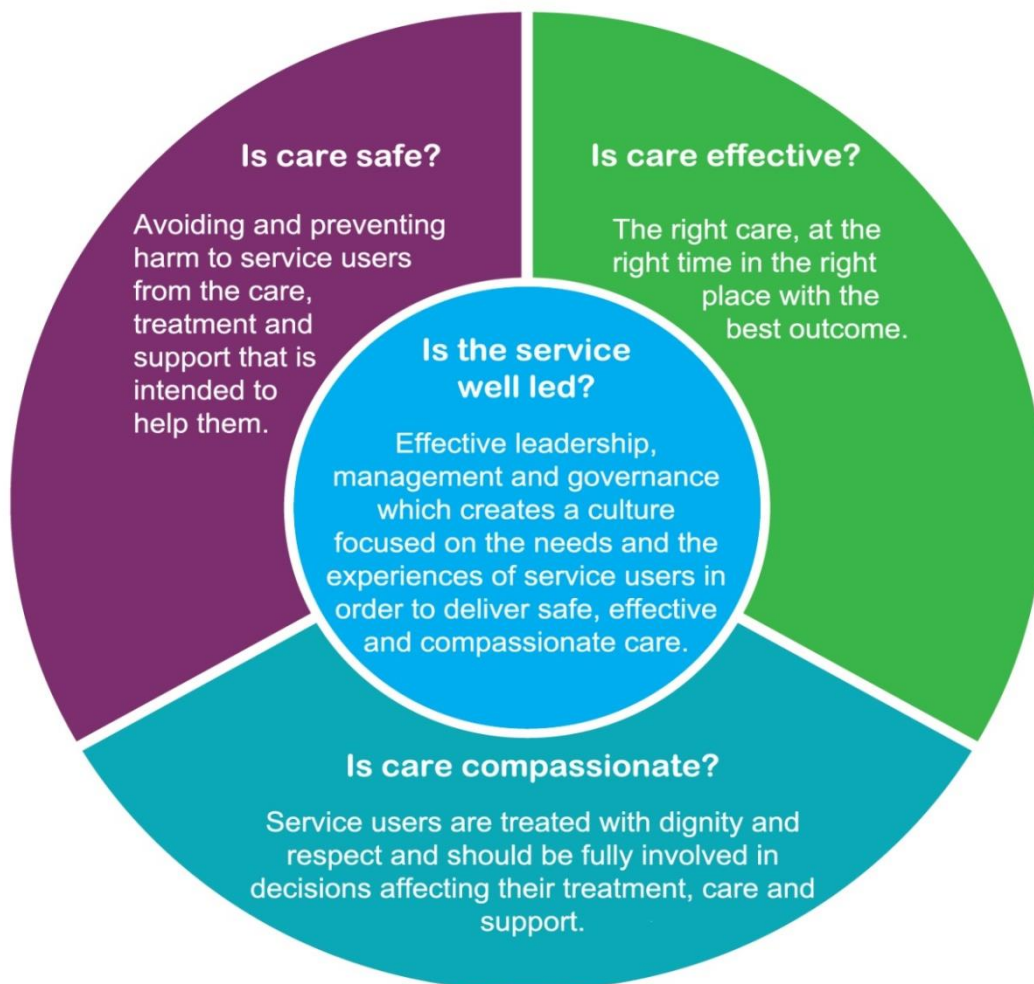 Is care safe?
Avoiding and preventing
harm to service users
from the care,
treatment and
support that is
intended to
help them.
Is care effective?
The right care, at the
right time in the right
place with the
best outcome.
Is the service
well led?
Effective leadership,
management and governance
which creates a culture
focused on the needs and the
experiences of service users in
order to deliver safe, effective
and compassionate care.
Is care compassionate?
Service users are treated with dignity and
respect and should be fully involved in
decisions affecting their treatment, care and
support.